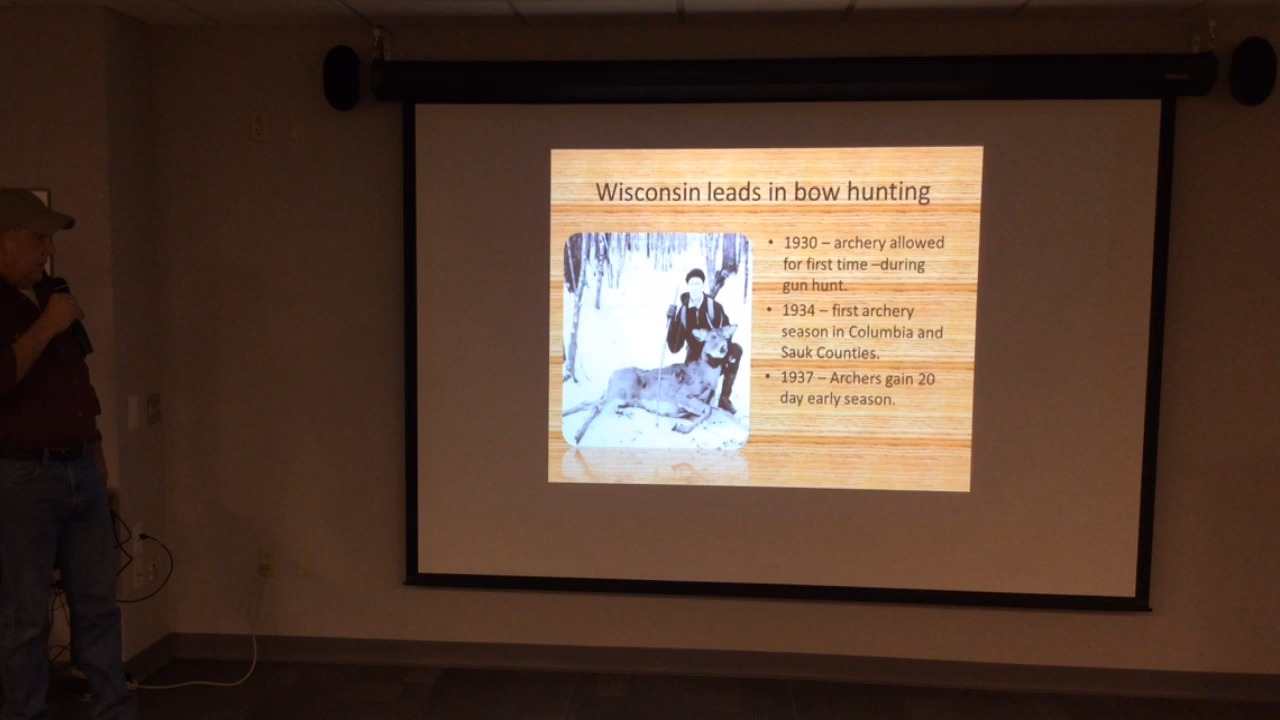 Wisconsin leads in bow hunting
• 1930 – archery allowed
for first time –during
gun hunt.
• 1934 – first archery
season in Columbia and
Sauk Counties.
• 1937 – Archers gain 20
day early season.